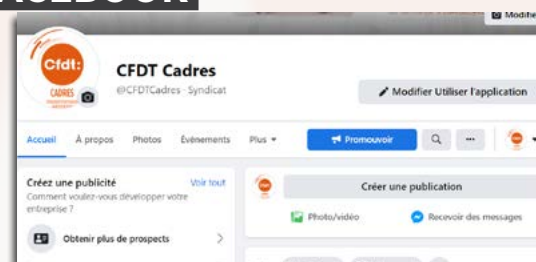 FACEBOOK
Modifie
Cfdt:
CADRES
CFDT Cadres
@CFDTCadres · Syndicat
Modifier Utiliser l'application
Accueil À propos Photos Événements Plus
Promouvoir
Créez une publicité
Voir tout
Comment voulez-vous développer votre
entreprise ?
Obtenir plus de prospects
Créer une publication
Photo/vidéo
Recevoir des messages